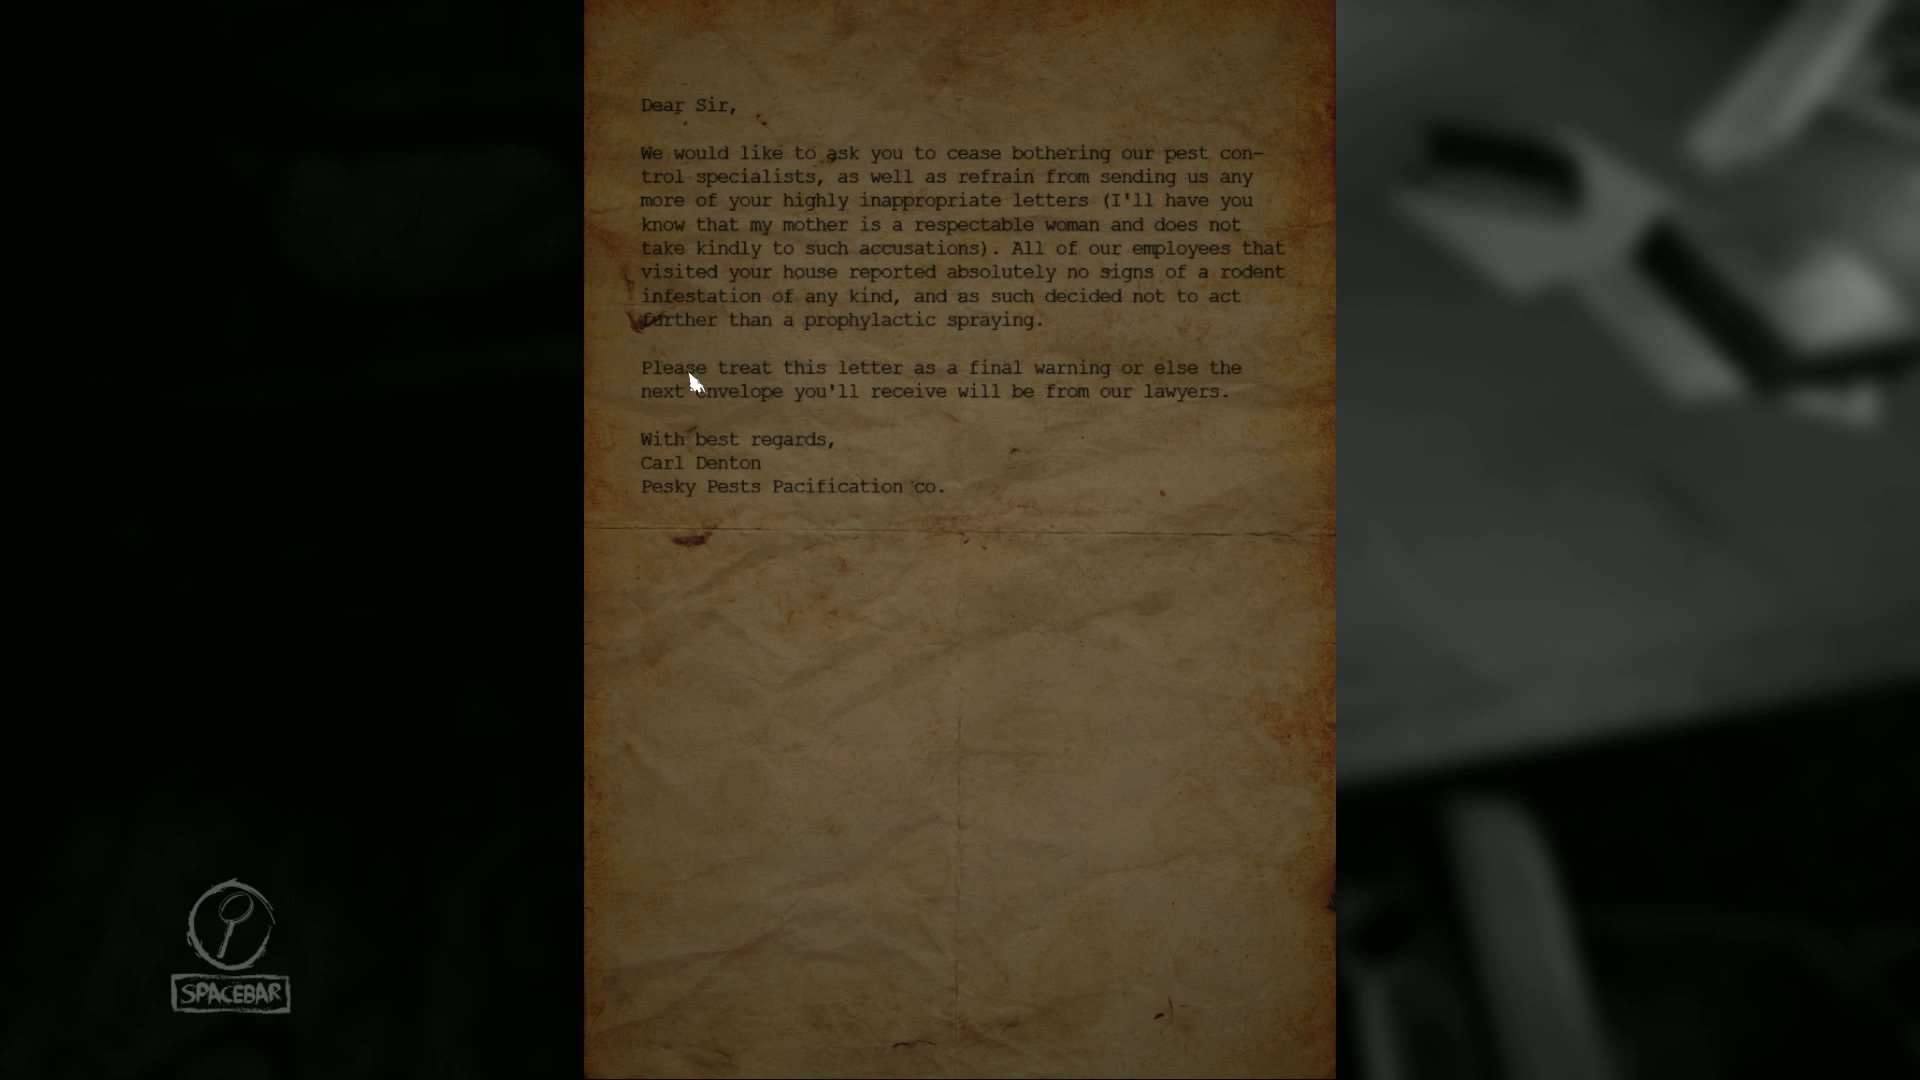 Dear Sir,
We would like to ask you to cease bothering our pest con-
trol specialists, as well as refrain from sending us any
more of your highly inappropriate letters (I'll have you
know that my mother is a respectable woman and does not
take kindly to such accusations). All of our employees that
visited your house reported absolutely no signs of a rodent
infestation of any kind, and as such decided not to act
further than a prophylactic spraying.
Please treat this letter as a final warning or else the
next envelope you'll receive will be from our lawyers.
With best regards,
Carl Denton
Pesky Pests Pacification co.
SPACEBAR